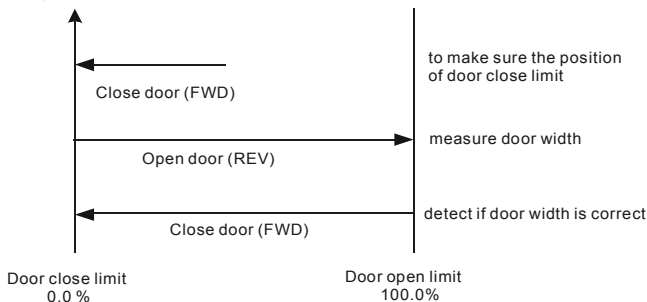 to make sure the position
of door close limit
Close door (FWD)
measure door width
Open door (REV)
detect if door width is correct
Close door (FWD)
Door close limit
0.0 %
Door open limit
100.0%